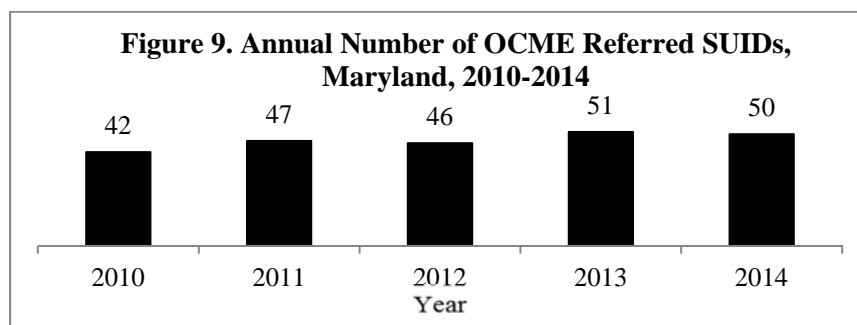 Figure 9. Annual Number of OCME Referred SUIDs,
Maryland, 2010-2014
42 47 46 51 50
2010 2011 2012 2013 2014
Year